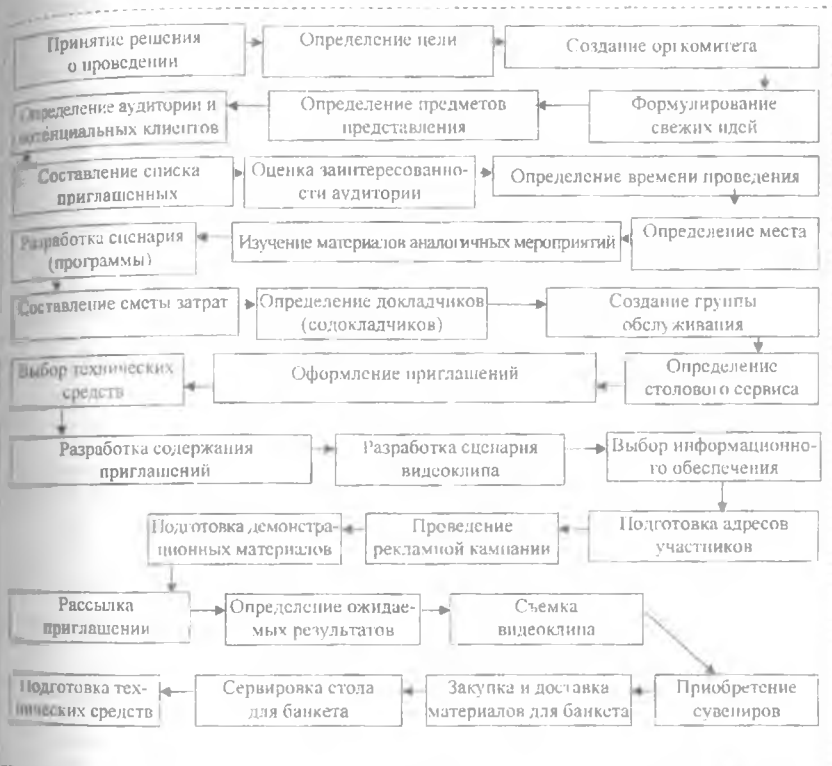 Принятие решения
о проведении
Определение цели
Создание оргкомитета
Определение аудитории и
потенциальных клиентов
Определение предметов
представления
Формулирование
свежих идей
Составление списка
приглашенных
Оценка заинтересованно-
сти аудитории
Определение времени проведения
Разработка сценария
(программы)
Изучение материалов аналогичных мероприятий
Определение места
Составление сметы затрат
Определение докладчиков
(содокладчиков)
Создание группы
обслуживания
Выбор технических
средств
Оформление приглашений
Определение
столового сервиса
Разработка содержания
приглашений
Разработка сценария
видеоклипа
Выбор информационно-
го обеспечения
Подготовка демонстра-
ционных материалов
Проведение
рекламной кампании
Подготовка адресов
участников
Рассылка
приглашении
Определение ожидае-
мых результатов
Съемка
видеоклипа
Подготовка тех-
нических средств
Сервировка стола
для банкета
Закупка и доставка
материалов для банкета
Приобретение
сувениров